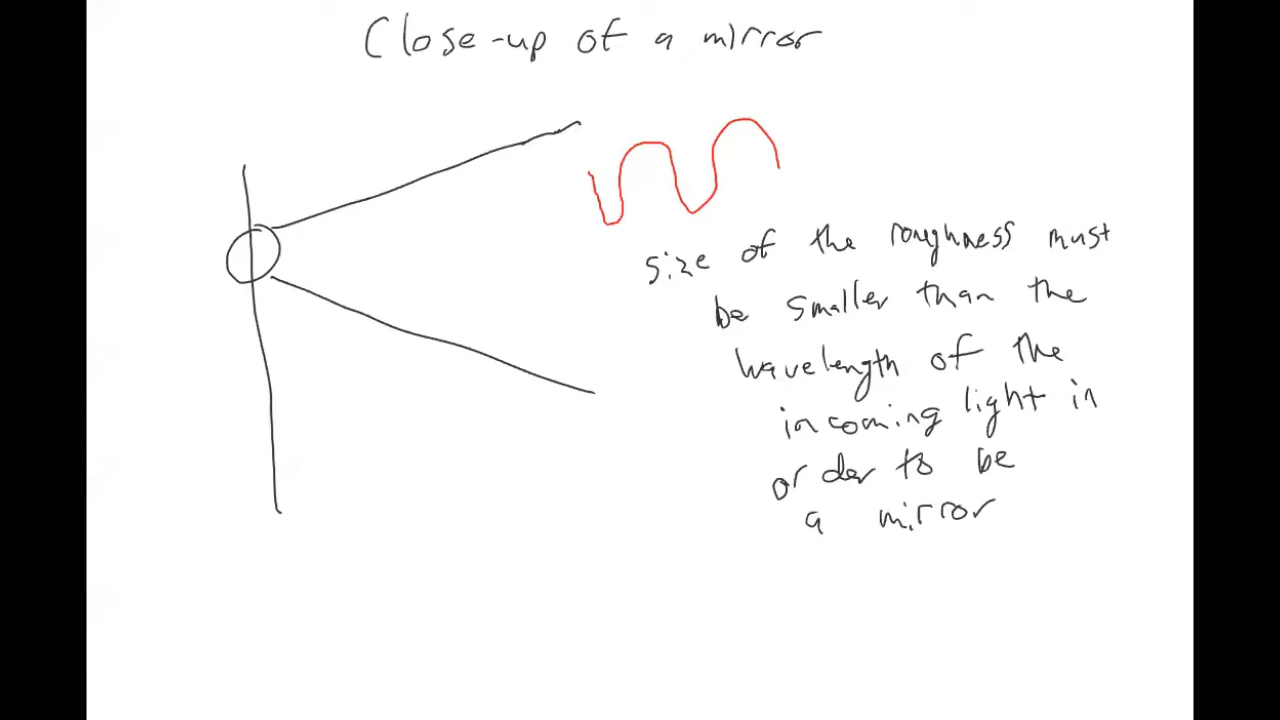 Close-up of a mirror
size of the roughness must
be smaller than the
wavelength of the
incoming light in
order to be
a mirror